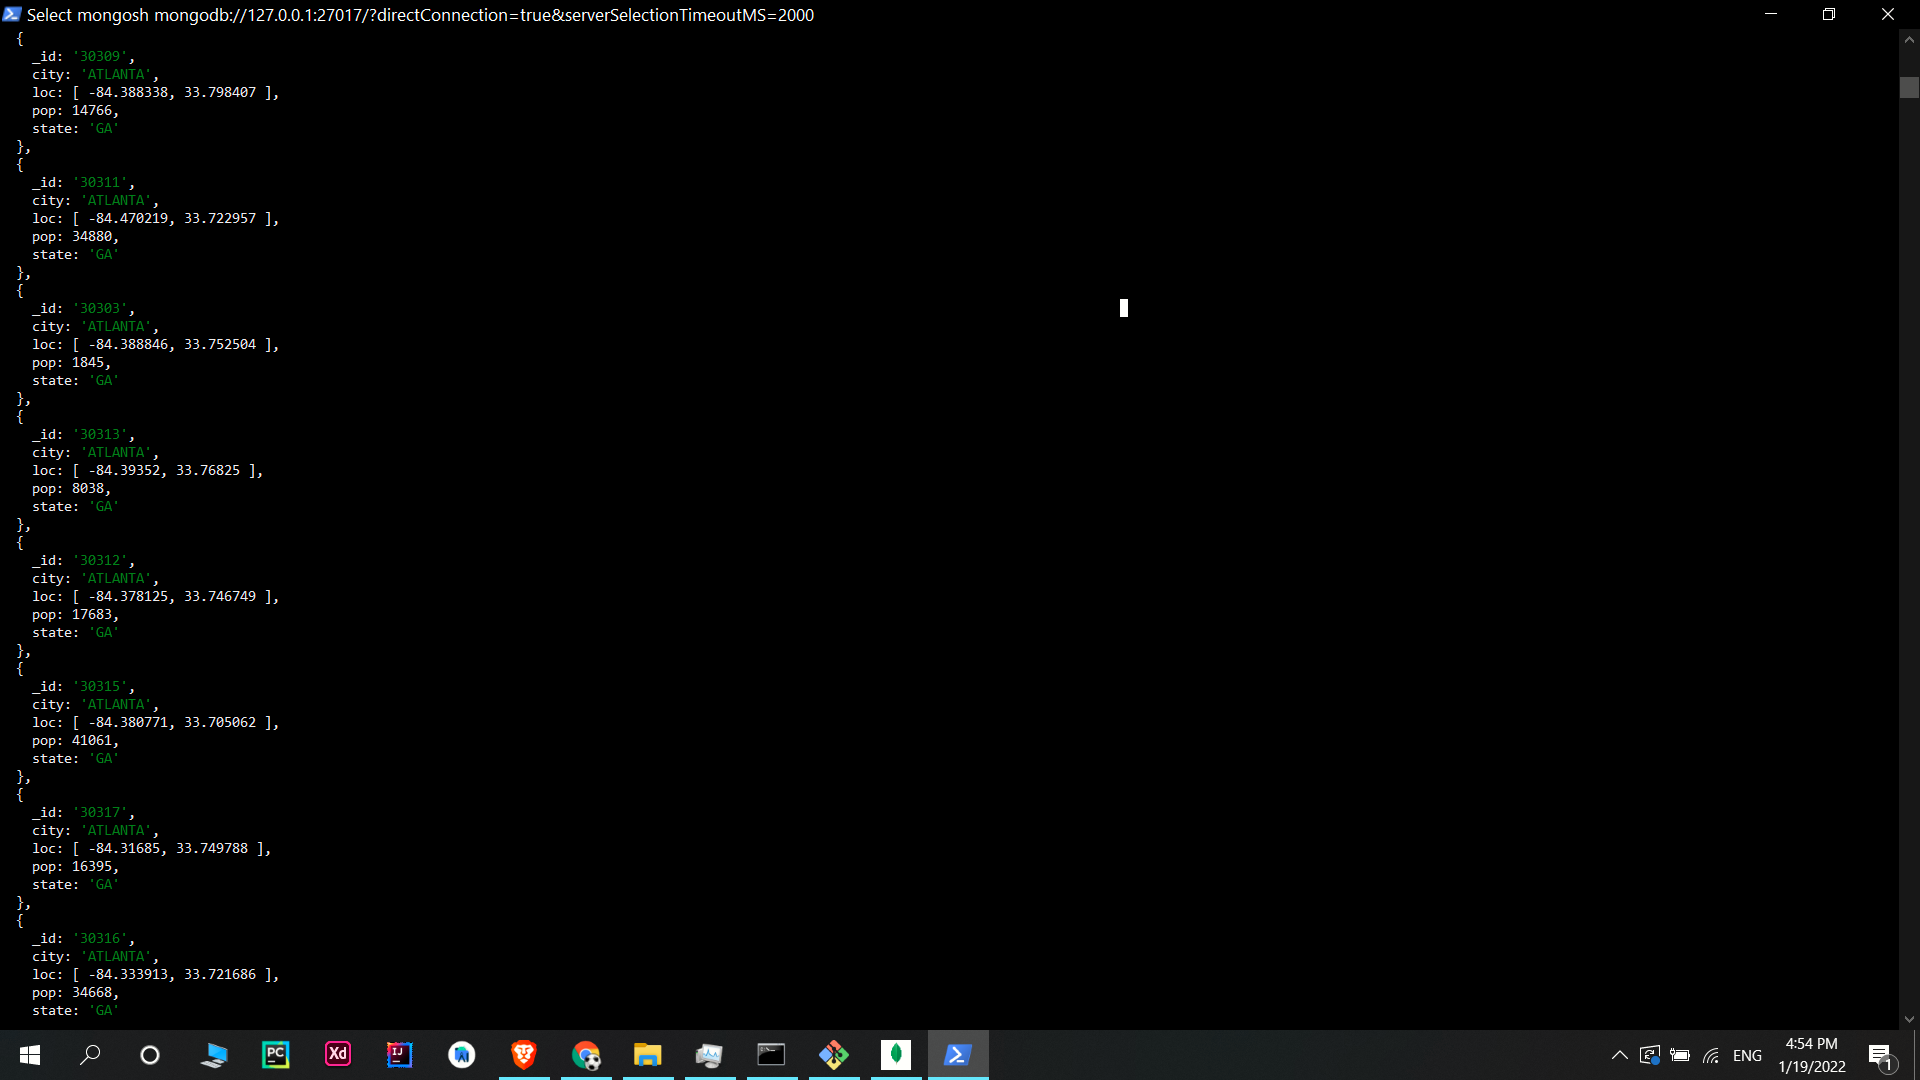 Select mongosh mongodb://127.0.0.1:27017/?directConnection=true&serverSelectionTimeoutMS=2000
{
_id: '30309',
city: 'ATLANTA',
loc: [ -84.388338, 33.798407 ],
pop: 14766,
state: 'GA'
},
{
_id: '30311',
city: 'ATLANTA',
loc: [ -84.470219, 33.722957 ],
pop: 34880,
state: 'GA'
},
{
_id: '30303',
city: 'ATLANTA',
loc: [ -84.388846, 33.752504 ],
pop: 1845,
state: 'GA'
},
{
_id: '30313',
city: 'ATLANTA',
loc: [ -84.39352, 33.76825 ],
pop: 8038,
state: 'GA'
},
{
_id: '30312',
city: 'ATLANTA',
loc: [ -84.378125, 33.746749 ],
pop: 17683,
state: 'GA'
},
{
_id: '30315',
city: 'ATLANTA',
loc: [ -84.380771, 33.705062 ],
pop: 41061,
state: 'GA'
},
{
_id: '30317',
city: 'ATLANTA',
loc: [ -84.31685, 33.749788 ],
pop: 16395,
state: 'GA'
},
{
_id: '30316',
city: 'ATLANTA',
loc: [ -84.333913, 33.721686 ],
pop: 34668,
state: 'GA'
PC
Xd
IJ
ENG
4:54 PM
1/19/2022
1